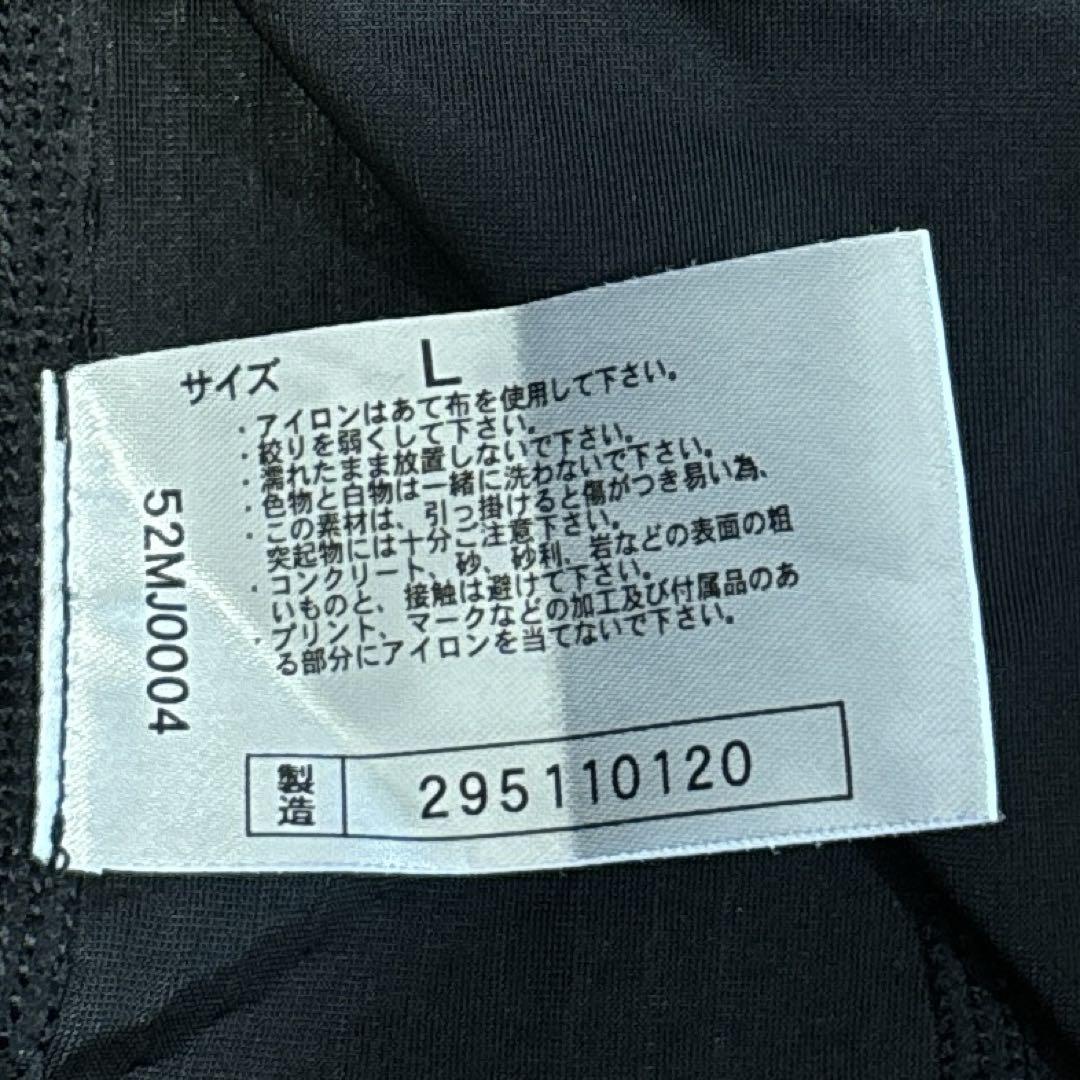 サイズ L
・アイロンはあて布を使用して下さい。
・絞りを弱くして下さい。
・濡れたまま放置しないで下さい。
・色物と白物は一緒に洗わないで下さい。
・この素材は、引っ掛けると傷がつき易い為、
突起物には十分ご注意下さい。
・コンクリート、砂、砂利、岩などの表面の粗
いものと、接触は避けて下さい。
・プリント、マークなどの加工及び付属品のあ
る部分にアイロンを当てないで下さい。
52MJ0004
製造 295110120